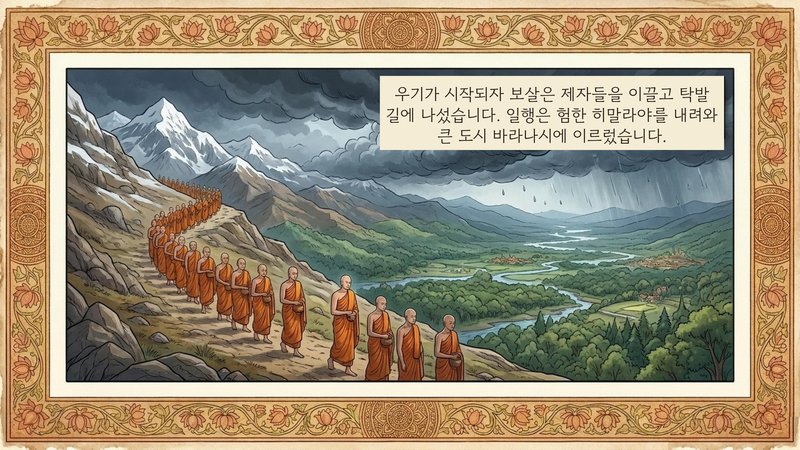 우기가 시작되자 보살은 제자들을 이끌고 탁발
길에 나섰습니다. 일행은 험한 히말라야를 내려와
큰 도시 바라나시에 이르렀습니다.